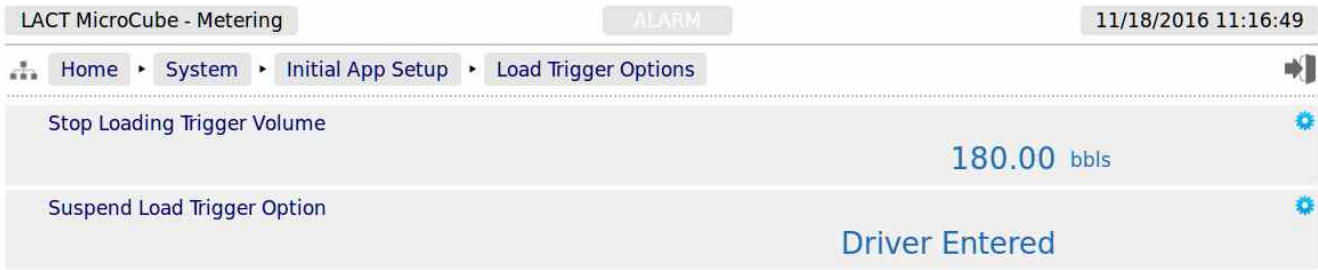 LACT MicroCube - Metering ALARM 11/18/2016 11:16:49
Home ‣ System ‣ Initial App Setup ‣ Load Trigger Options
Stop Loading Trigger Volume
180.00 bbls
Suspend Load Trigger Option
Driver Entered